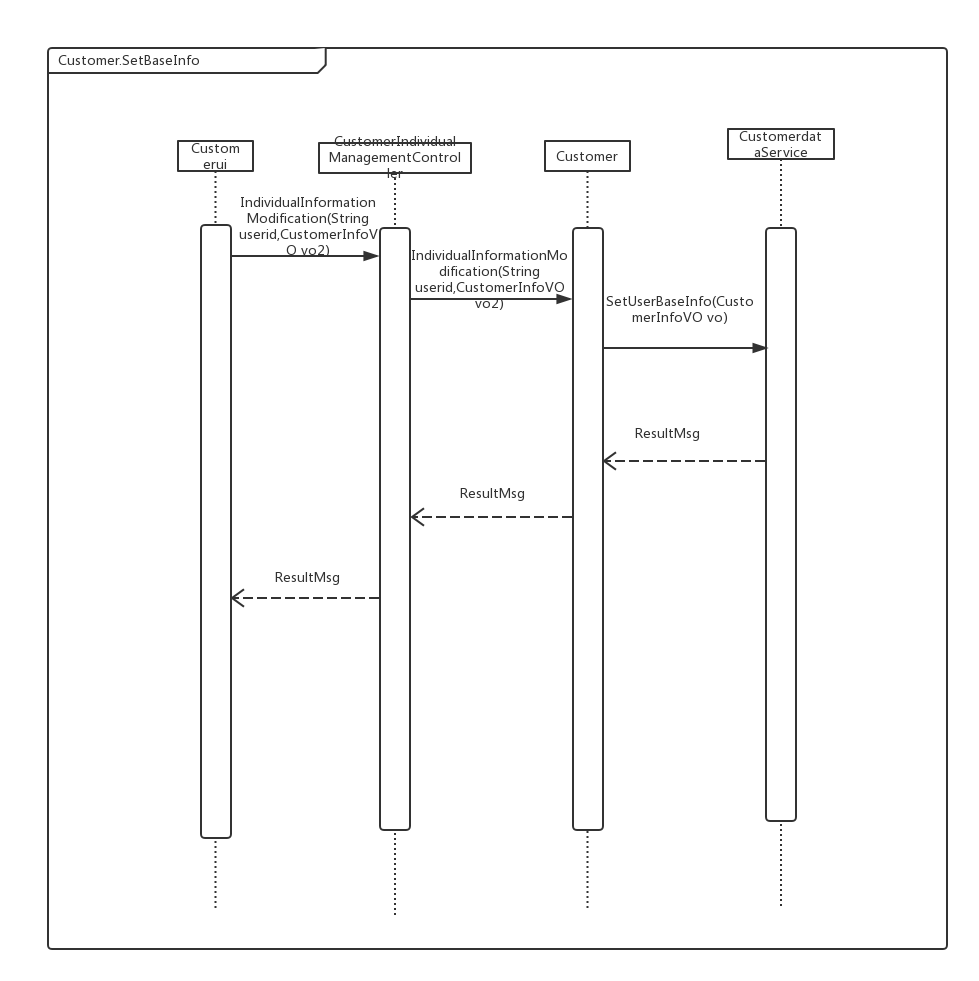 Customer.SetBaseInfo
Custom
erui
CustomerIndividual
ManagementControl
ler
Customer
Customerdat
aService
IndividualInformation
Modification(String
userid,CustomerInfoV
O vo2)
IndividualInformationMo
dification(String
userid,CustomerInfoVO
vo2)
SetUserBaseInfo(Custo
merInfoVO vo)
ResultMsg
ResultMsg
ResultMsg